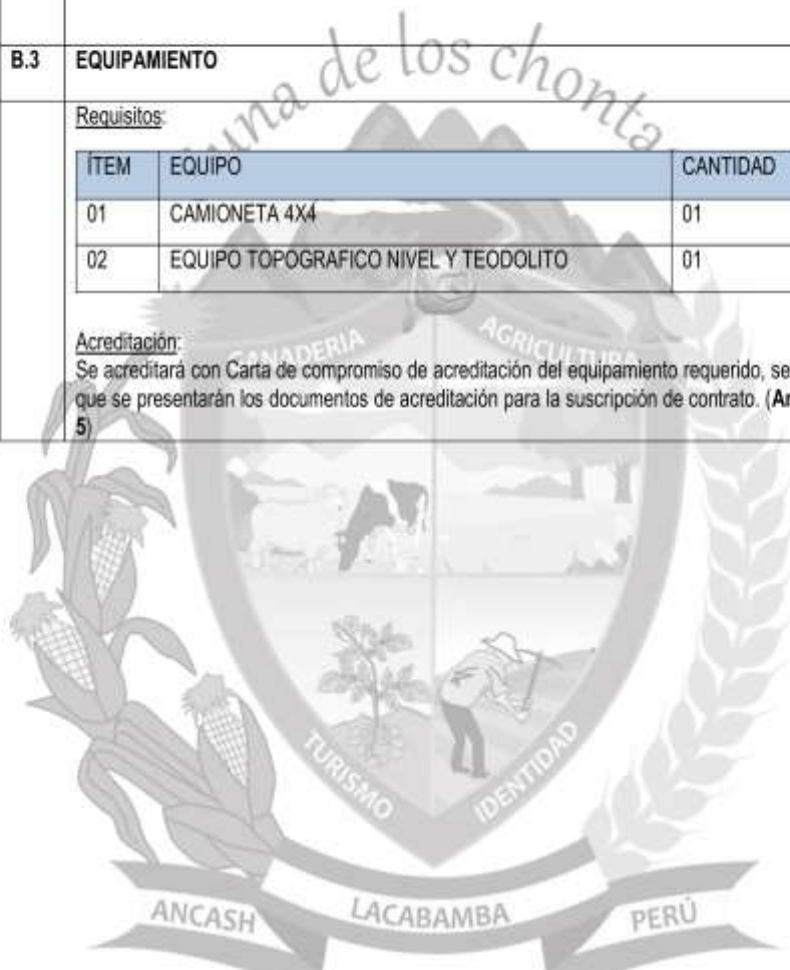 B.3 EQUIPAMIENTO
una de los chonta
Requisitos:
ÍTEM EQUIPO CANTIDAD
01 CAMIONETA 4X4 01
02 EQUIPO TOPOGRAFICO NIVEL Y TEODOLITO 01
GANADERIA AGRICULTURA
Acreditación:
Se acreditará con Carta de compromiso de acreditación del equipamiento requerido, se
que se presentarán los documentos de acreditación para la suscripción de contrato. (
5)
TURISMO IDENTIDAD
ANCASH LACABAMBA PERÚ